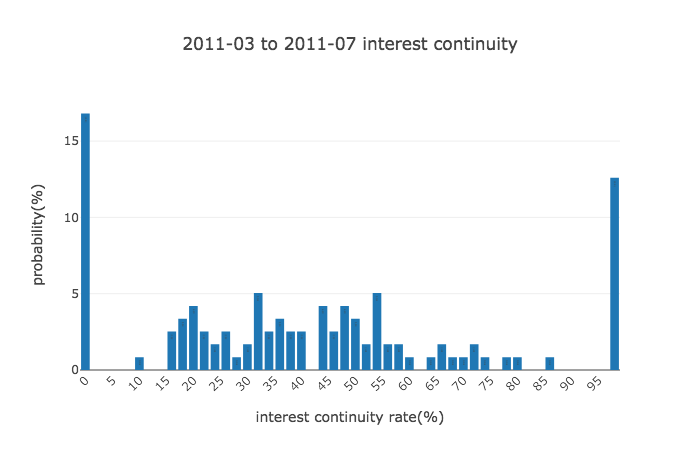 2011-03 to 2011-07 interest continuity
probability(%)
15
10
5
0
0 5 10 15 20 25 30 35 40 45 50 55 60 65 70 75 80 85 90 95
interest continuity rate(%)